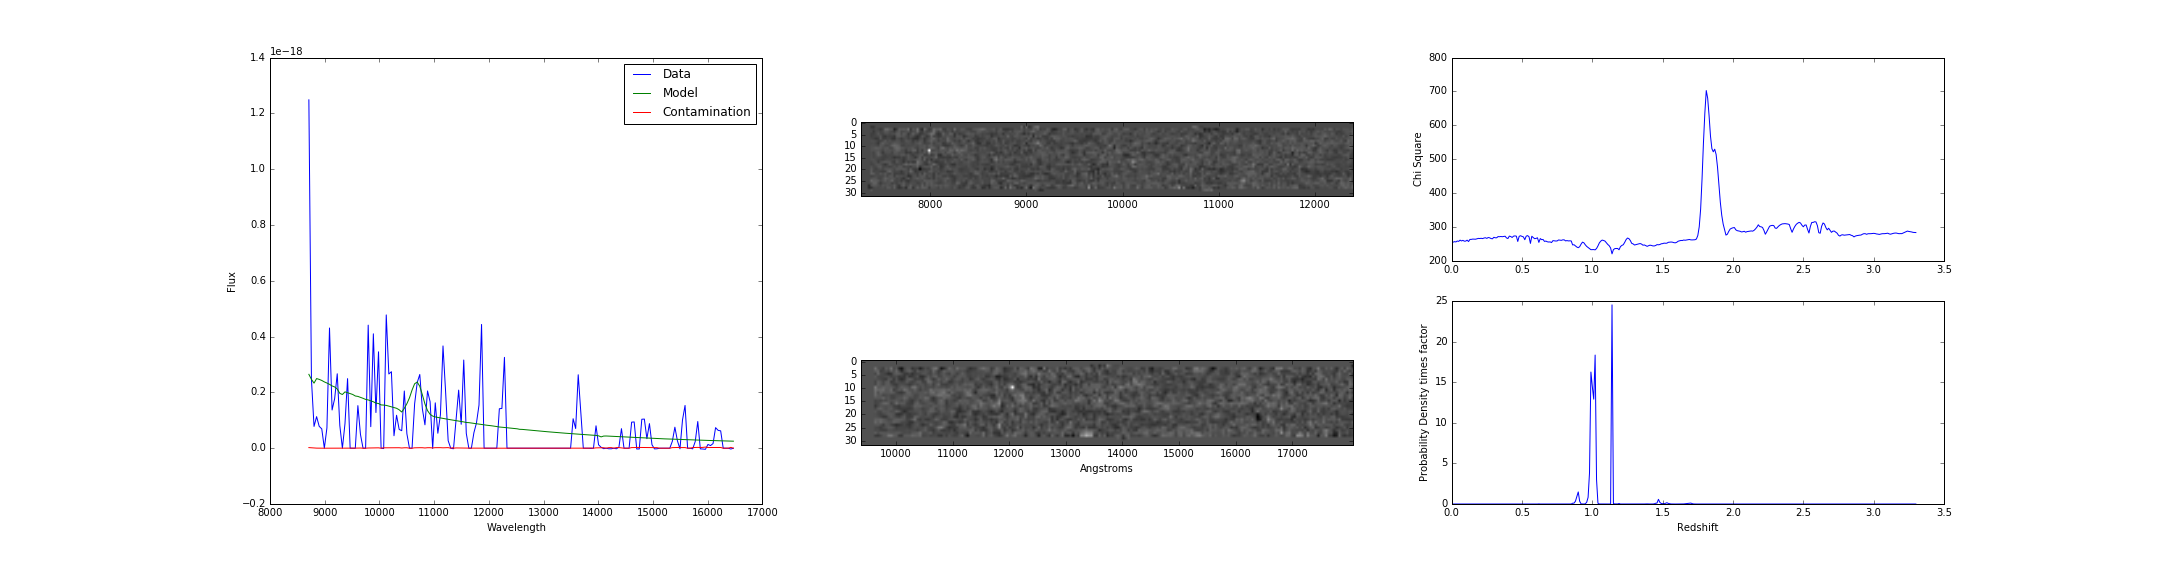 1e−18
1.4
1.2
1.0
0.8
0.6
0.4
0.2
0.0
−0.2
Flux
8000 9000 10000 11000 12000 13000 14000 15000 16000 17000
Wavelength
Data
Model
Contamination
0
5
10
15
20
25
30
8000 9000 10000 11000 12000
0
5
10
15
20
25
30
10000 11000 12000 13000 14000 15000 16000 17000
Angstroms
800
700
600
500
400
300
200
Chi Square
0.0 0.5 1.0 1.5 2.0 2.5 3.0 3.5
25
20
15
10
5
0
Probability Density times factor
0.0 0.5 1.0 1.5 2.0 2.5 3.0 3.5
Redshift